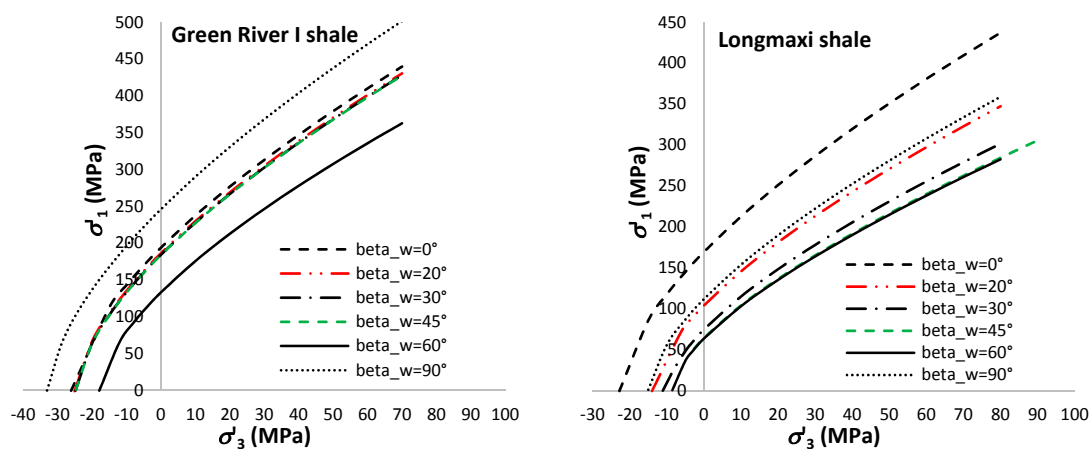 Green River I shale
500
450
400
350
300
250
200
150
100
50
0
-40 -30 -20 -10 0 10 20 30 40 50 60 70 80 90 100
σ'1 (MPa)
σ'3 (MPa)
beta_w=0°
beta_w=20°
beta_w=30°
beta_w=45°
beta_w=60°
beta_w=90°
Longmaxi shale
450
400
350
300
250
200
150
100
50
0
-30 -20 -10 0 10 20 30 40 50 60 70 80 90 100
σ'1 (MPa)
σ'3 (MPa)
beta_w=0°
beta_w=20°
beta_w=30°
beta_w=45°
beta_w=60°
beta_w=90°